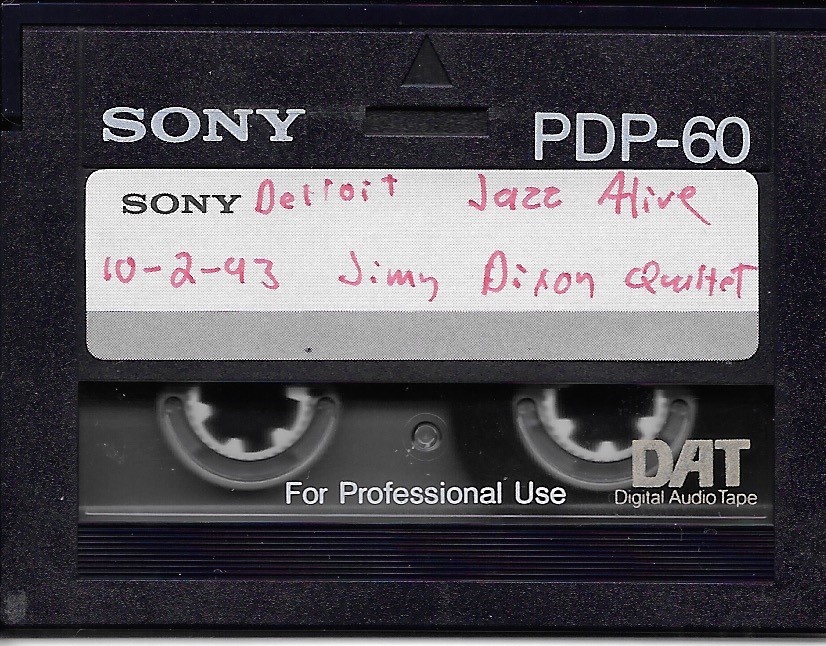 SONY PDP-60
SONY Detroit Jazz Alive
10-2-93 Jimy Dixon
For Professional Use
DAT
Digital Audio Tape